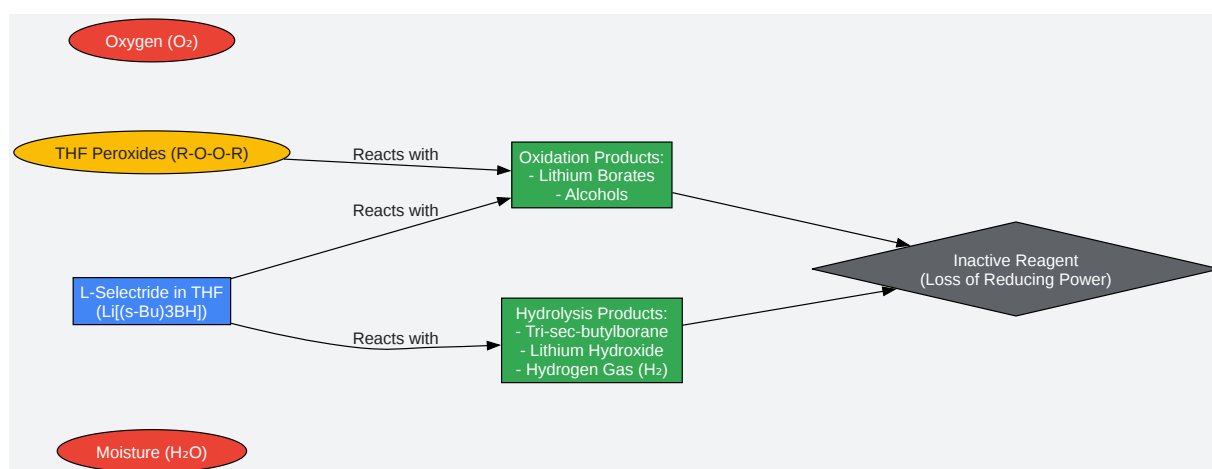 Oxygen (O₂)
THF Peroxides (R-O-O-R)
Reacts with
Oxidation Products:
- Lithium Borates
- Alcohols
Reacts with
L-Selectride in THF
(Li[(s-Bu)3BH])
Inactive Reagent
(Loss of Reducing Power)
Reacts with
Hydrolysis Products:
- Tri-sec-butylborane
- Lithium Hydroxide
- Hydrogen Gas (H₂)
Moisture (H₂O)